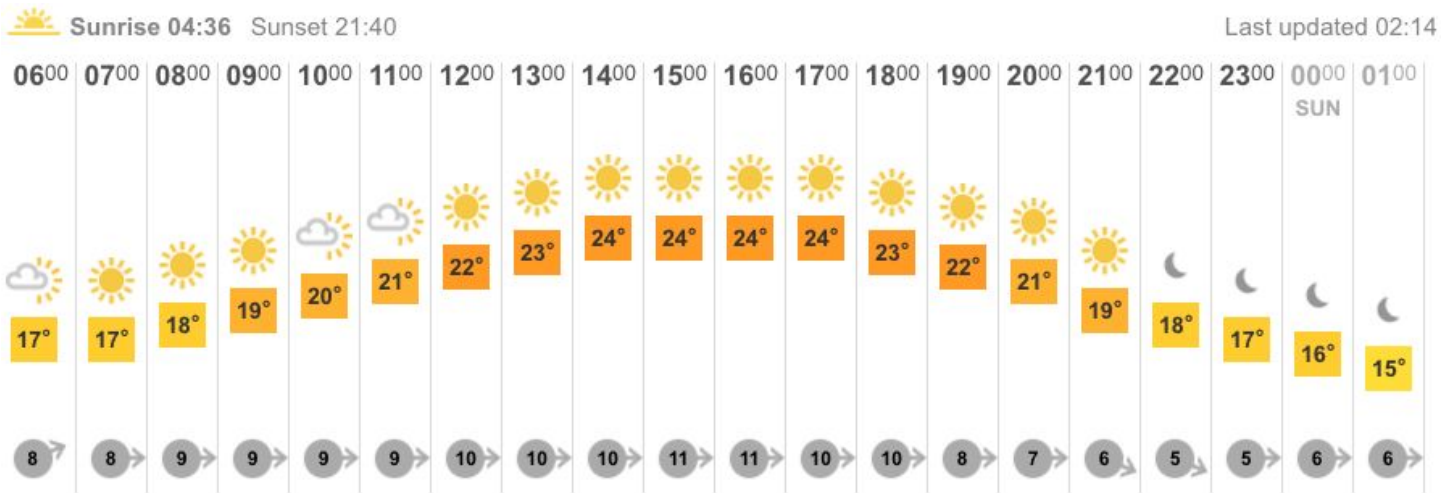 Sunrise 04:36 Sunset 21:40 Last updated 02:14
0600 0700 0800 0900 1000 1100 1200 1300 1400 1500 1600 1700 1800 1900 2000 2100 2200 2300 0000 0100
SUN
17° 17° 18° 19° 20° 21° 22° 23° 24° 24° 24° 24° 23° 22° 21° 19° 18° 17° 16° 15°
8 8 9 9 9 9 10 10 10 11 11 10 10 8 7 6 5 5 6 6